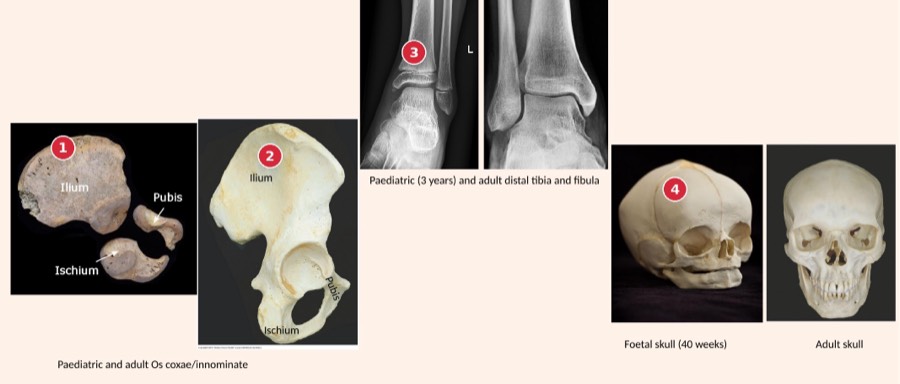 1
Ilium
Pubis
Ischium
2
Ilium
Pubis
Ischium
Paediatric and adult Os coxae/innominate
3
L
Paediatric (3 years) and adult distal tibia and fibula
4
Foetal skull (40 weeks)
Adult skull